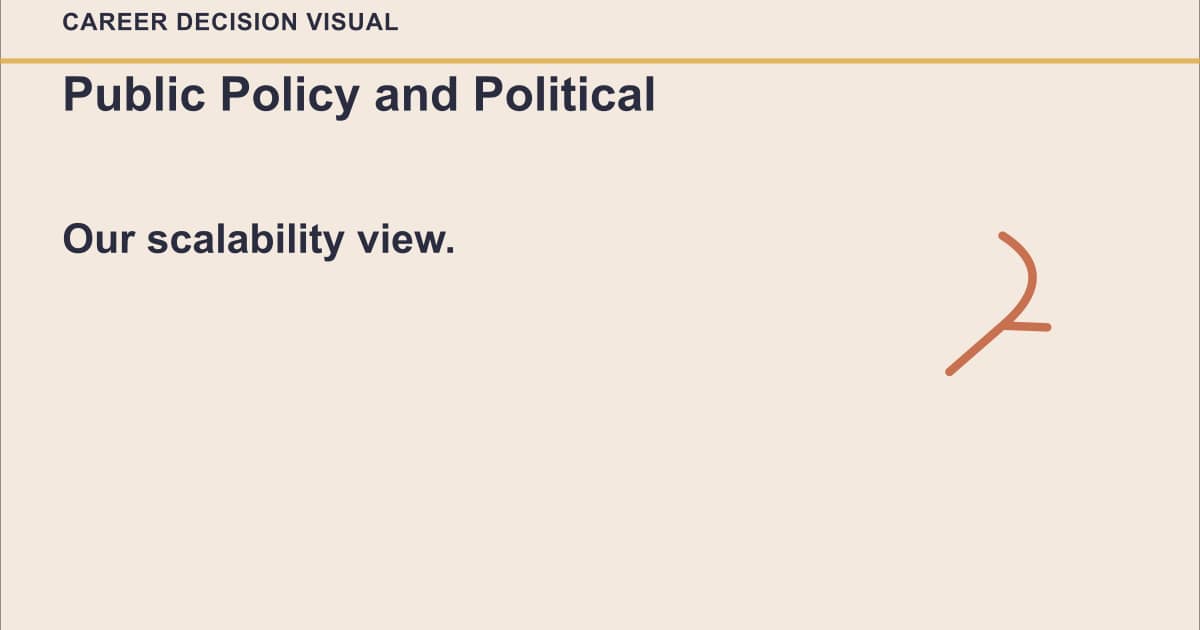 CAREER DECISION VISUAL
Public Policy and Political
Our scalability view.